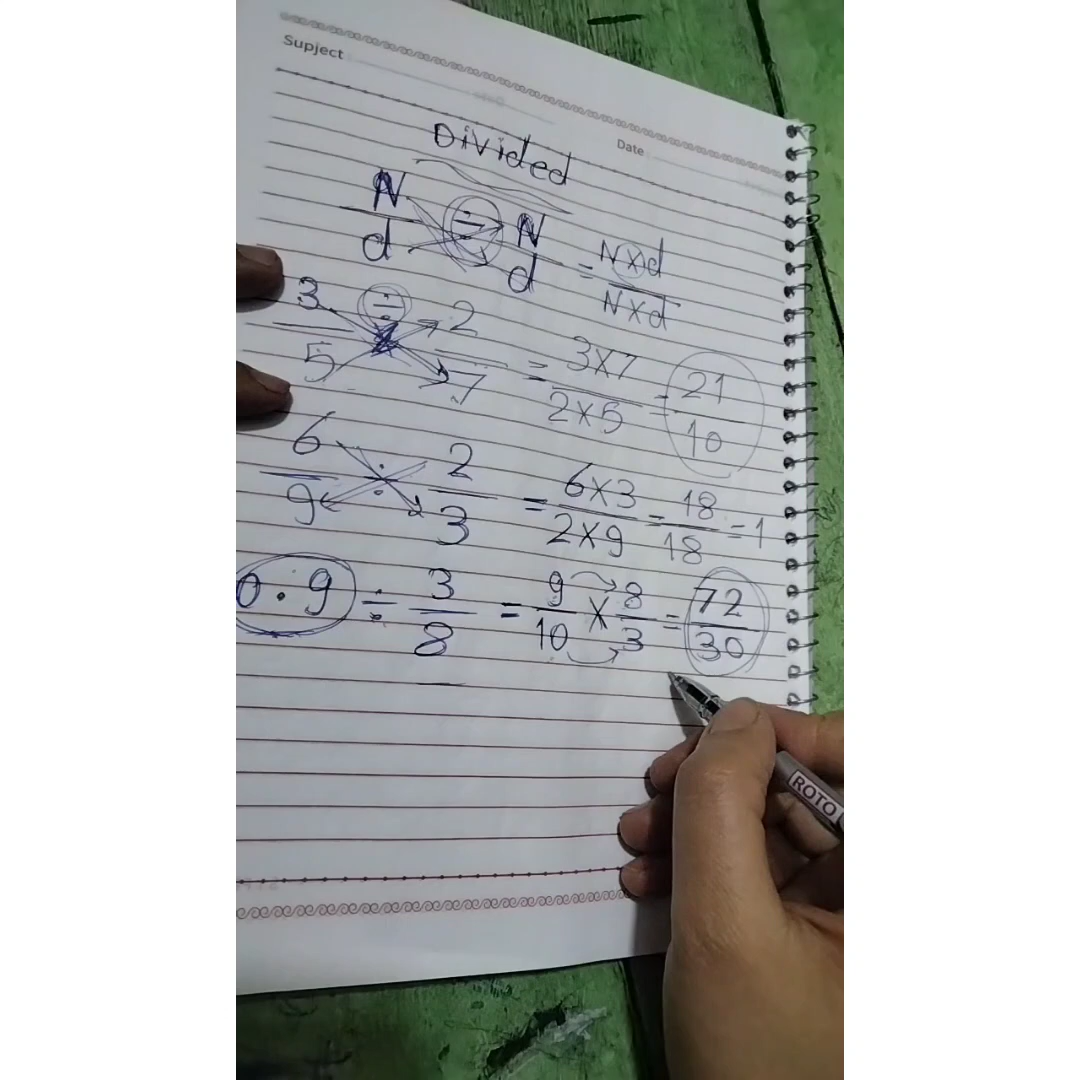 Supject
Date
Divided
N/d ÷ N/d = N×d/N×d
3/5 ÷ 2/7 = 3×7/2×5 = 21/10
6/9 ÷ 2/3 = 6×3/2×9 = 18/18 = 1
0.9 ÷ 3/8 = 9/10 × 8/3 = 72/30
ROTO